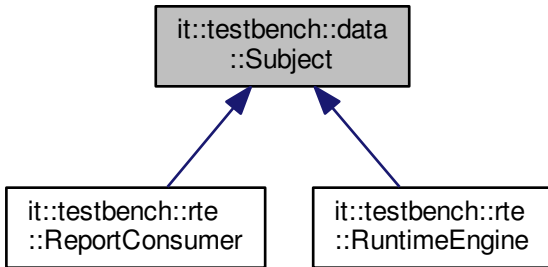 it::testbench::data
::Subject
it::testbench::rte
::ReportConsumer
it::testbench::rte
::RuntimeEngine